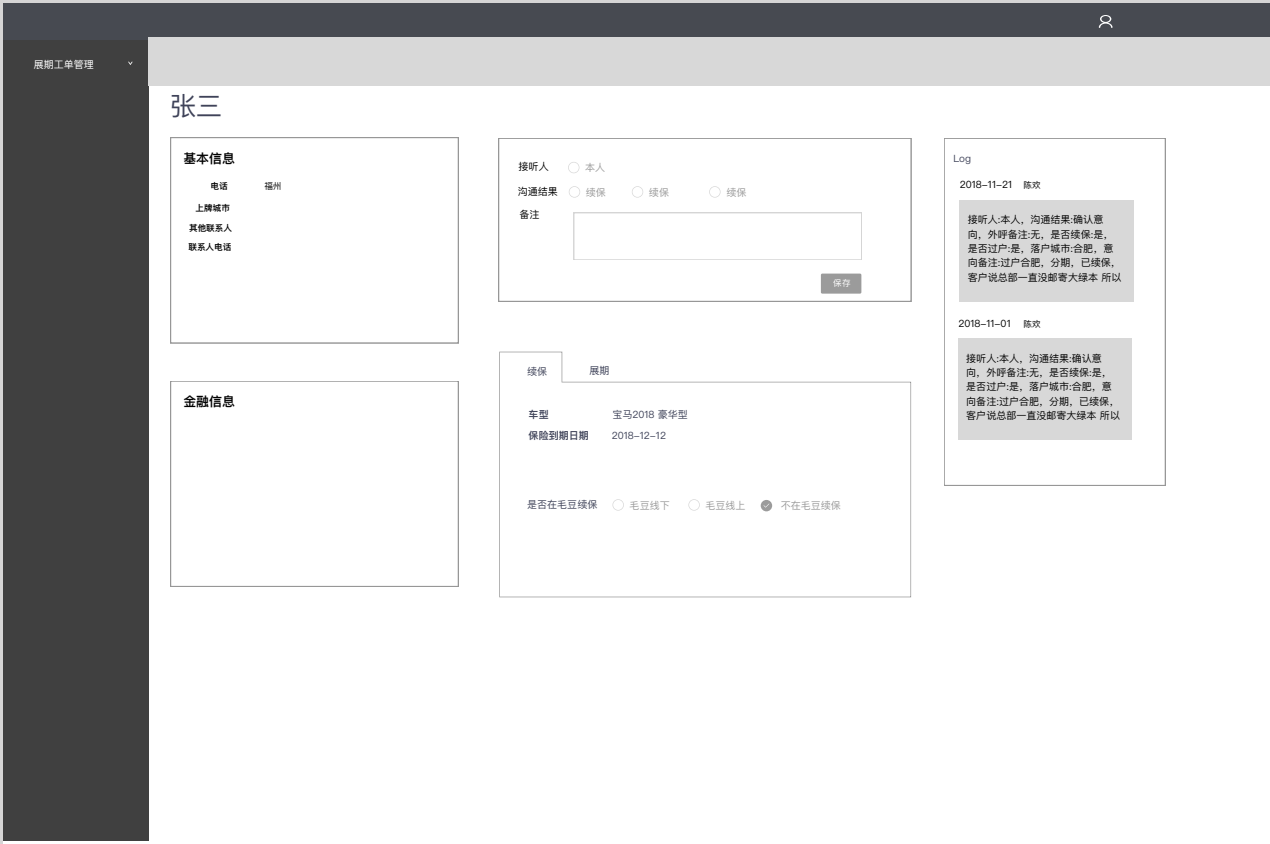 展期工单管理
张三
基本信息
电话 福州
上牌城市
其他联系人
联系人电话
金融信息
接听人 本人
沟通结果 续保 续保 续保
备注
保存
续保 展期
车型 宝马2018 豪华型
保险到期日期 2018-12-12
是否在毛豆续保 毛豆线下 毛豆线上 不在毛豆续保
Log
2018-11-21 陈欢
接听人:本人，沟通结果:确认意
向，外呼备注:无，是否续保:是，
是否过户:是，落户城市:合肥，意
向备注:过户合肥，分期，已续保，
客户说总部一直没邮寄大绿本 所以
2018-11-01 陈欢
接听人:本人，沟通结果:确认意
向，外呼备注:无，是否续保:是，
是否过户:是，落户城市:合肥，意
向备注:过户合肥，分期，已续保，
客户说总部一直没邮寄大绿本 所以